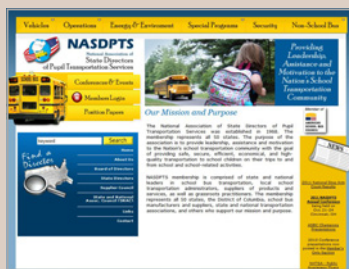 Vehicles Operations Energy & Environment Special Programs Security Non-School Bus
NASDPTS
National Association of
State Directors
of Pupil Transportation Services
Conferences & Events
Members Login
Position Papers
Providing
Leadership,
Assistance and
Motivation to the
Nation's School
Transportation
Community
keyword
Search
Find a
Director
Home
About Us
Board of Directors
State Directors
Supplier Council
State and National
Links
Contact
Our Mission and Purpose
The National Association of State Directors of Pupil
Transportation Services was established in 1968. The
membership represents all 50 states. The purpose of the
association is to provide leadership, assistance and motivation
to the Nation's school transportation community with the goal
of providing safe, secure, efficient, economical, and high-
quality transportation to school children on their trips to and
from school and school-related activities.
NASDPTS membership is comprised of state and national
leaders in school bus transportation, local school
transportation administrators, suppliers of products and
services, as well as grassroots practitioners. The membership
represents all 50 states, the District of Columbia, school bus
manufacturers and suppliers, state and national transportation
associations, and others who support our mission and purpose.
Member of
NEWS